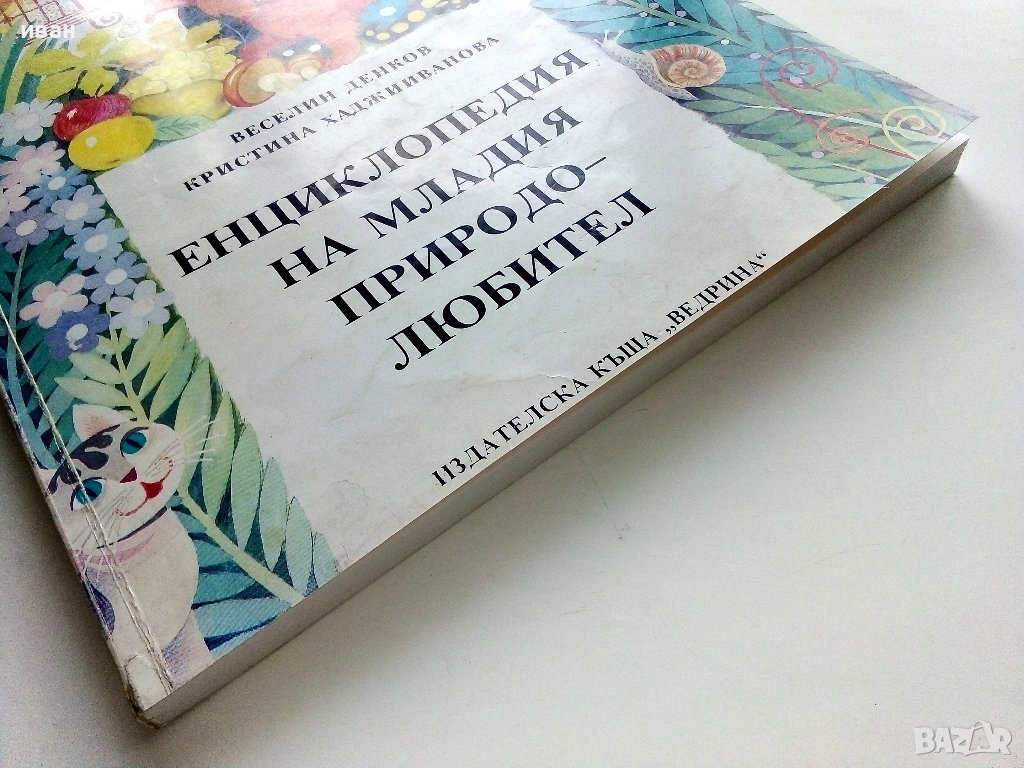 иван
ВЕСЕЛИН ДЕНКОВ
КРИСТИНА ХАДЖИИВАНОВА
ЕНЦИКЛОПЕДИЯ
НА МЛАДИЯ
ПРИРОДО–
ЛЮБИТЕЛ
ИЗДАТЕЛСКА КЪЩА „ВЕДРИНА“
BAZAR